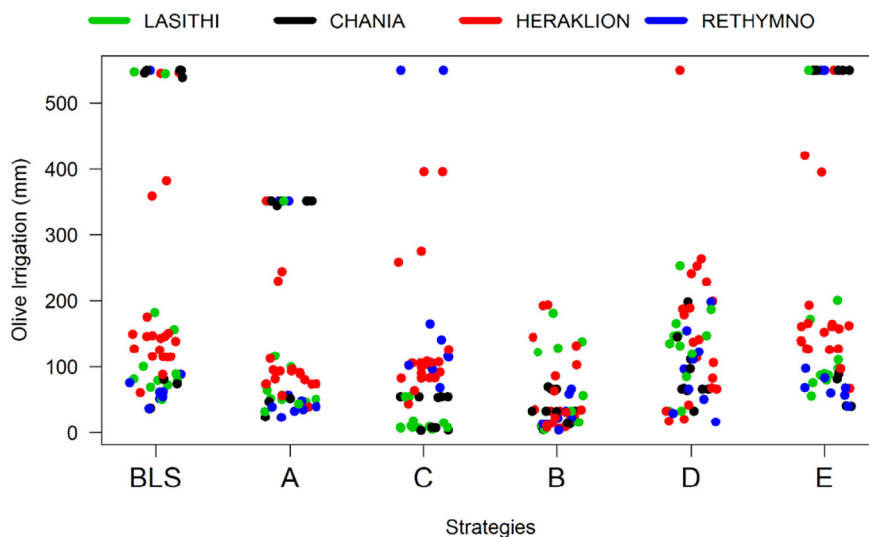 LASITHI CHANIA HERAKLION RETHYMNO
Olive Irrigation (mm)
500
400
300
200
100
0
BLS A C B D E
Strategies